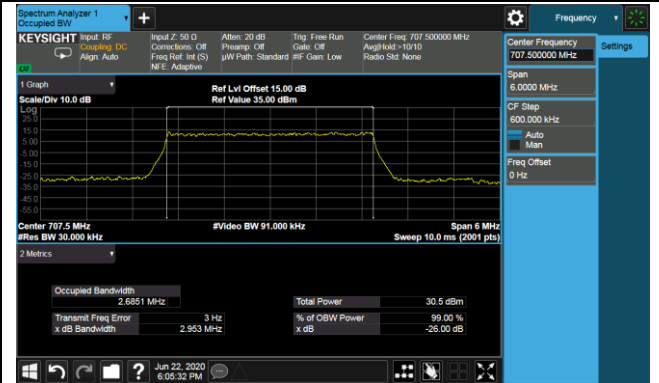 Spectrum Analyzer 1
Occupied BW
Frequency
KEYSIGHT
Input: RF
Coupling: DC
Align: Auto
Input Z: 50 Ω
Corrections: Off
Freq Ref: Int (S)
NFE: Adaptive
Atten: 20 dB
Preamp: Off
µW Path: Standard
Trig: Free Run
Gate: Off
#IF Gain: Low
Center Freq: 707.500000 MHz
Avg|Hold:>10/10
Radio Std: None
Center Frequency
707.500000 MHz
Settings
Span
6.0000 MHz
CF Step
600.000 kHz
Auto
Man
Freq Offset
0 Hz
1 Graph
Scale/Div 10.0 dB
Ref Lvl Offset 15.00 dB
Ref Value 35.00 dBm
Log
25.0
15.0
5.00
-5.00
-15.0
-25.0
-35.0
-45.0
-55.0
Center 707.5 MHz
#Res BW 30.000 kHz
#Video BW 91.000 kHz
Span 6 MHz
Sweep 10.0 ms (2001 pts)
2 Metrics
Occupied Bandwidth
2.6851 MHz
Total Power 30.5 dBm
Transmit Freq Error 3 Hz
% of OBW Power 99.00 %
x dB Bandwidth 2.953 MHz
x dB -26.00 dB
Jun 22, 2020
6:05:32 PM